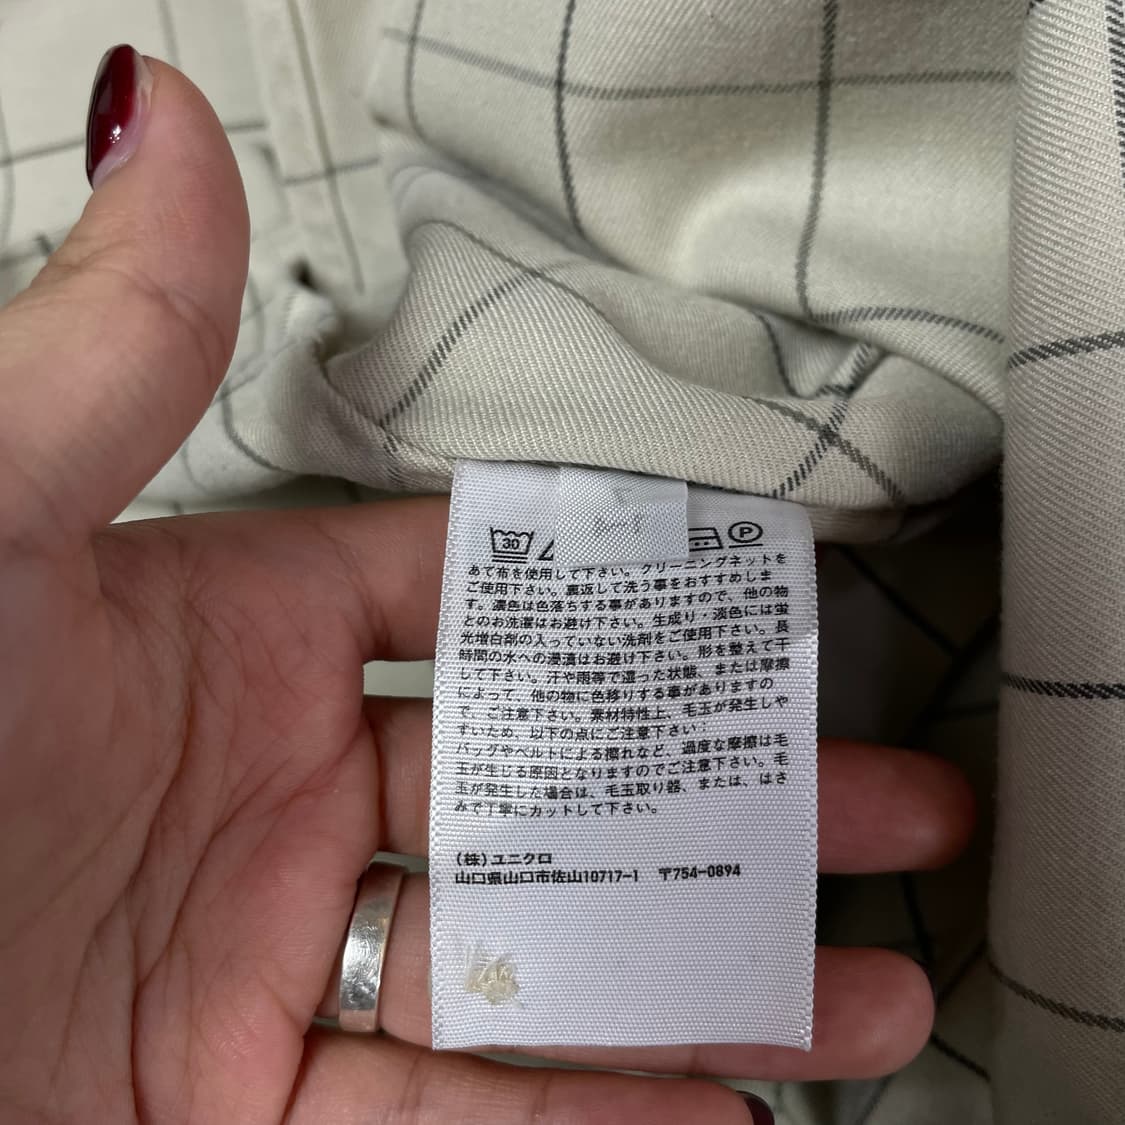 30 P
あて布を使用して下さい。クリーニングネットを
ご使用下さい。裏返して洗う事をおすすめしま
す。濃色は色落ちする事がありますので、他の物
とのお洗濯はお避け下さい。生成り・淡色には蛍
光増白剤の入っていない洗剤をご使用下さい。長
時間の水への浸漬はお避け下さい。形を整えて干
して下さい。汗や雨等で湿った状態、または摩擦
によって、他の物に色移りする事がありますの
で、ご注意下さい。素材特性上、毛玉が発生しや
すいため、以下の点にご注意下さい:
バッグやベルトによる擦れなど、過度な摩擦は毛
玉が生じる原因となりますのでご注意下さい。毛
玉が発生した場合は、毛玉取り器、または、はさ
みで丁寧にカットして下さい。
(株)ユニクロ
山口県山口市佐山10717-1 〒754-0894